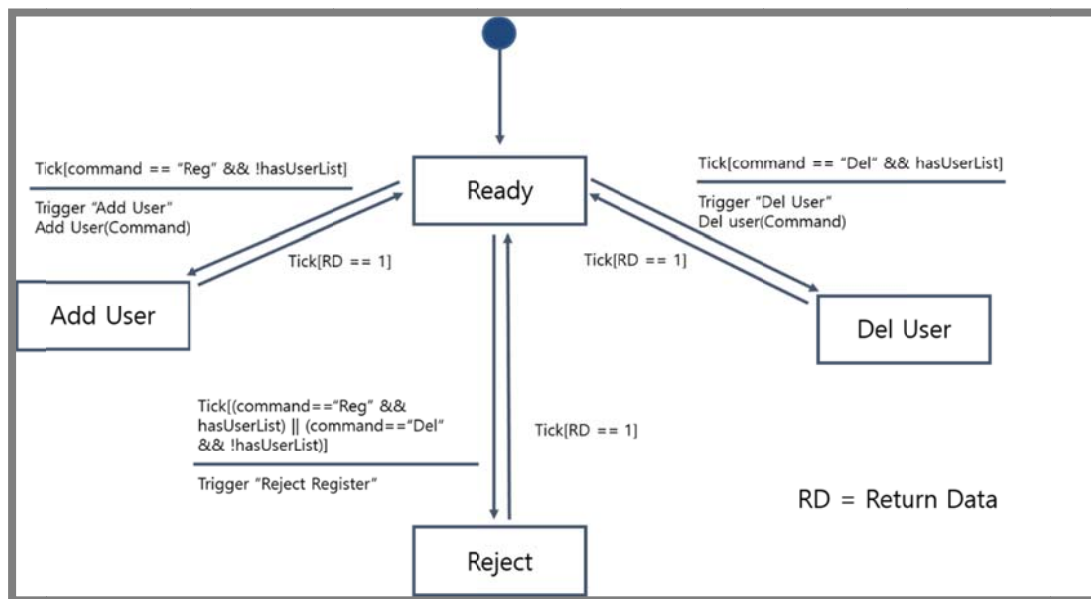 Tick[command == “Reg” && !hasUserList]
Trigger “Add User”
Add User(Command)
Ready
Tick[command == “Del” && hasUserList]
Trigger “Del User”
Del user(Command)
Tick[RD == 1]
Tick[RD == 1]
Add User
Del User
Tick[(command==“Reg” &&
hasUserList) || (command==“Del”
&& !hasUserList)]
Trigger “Reject Register”
Tick[RD == 1]
RD = Return Data
Reject